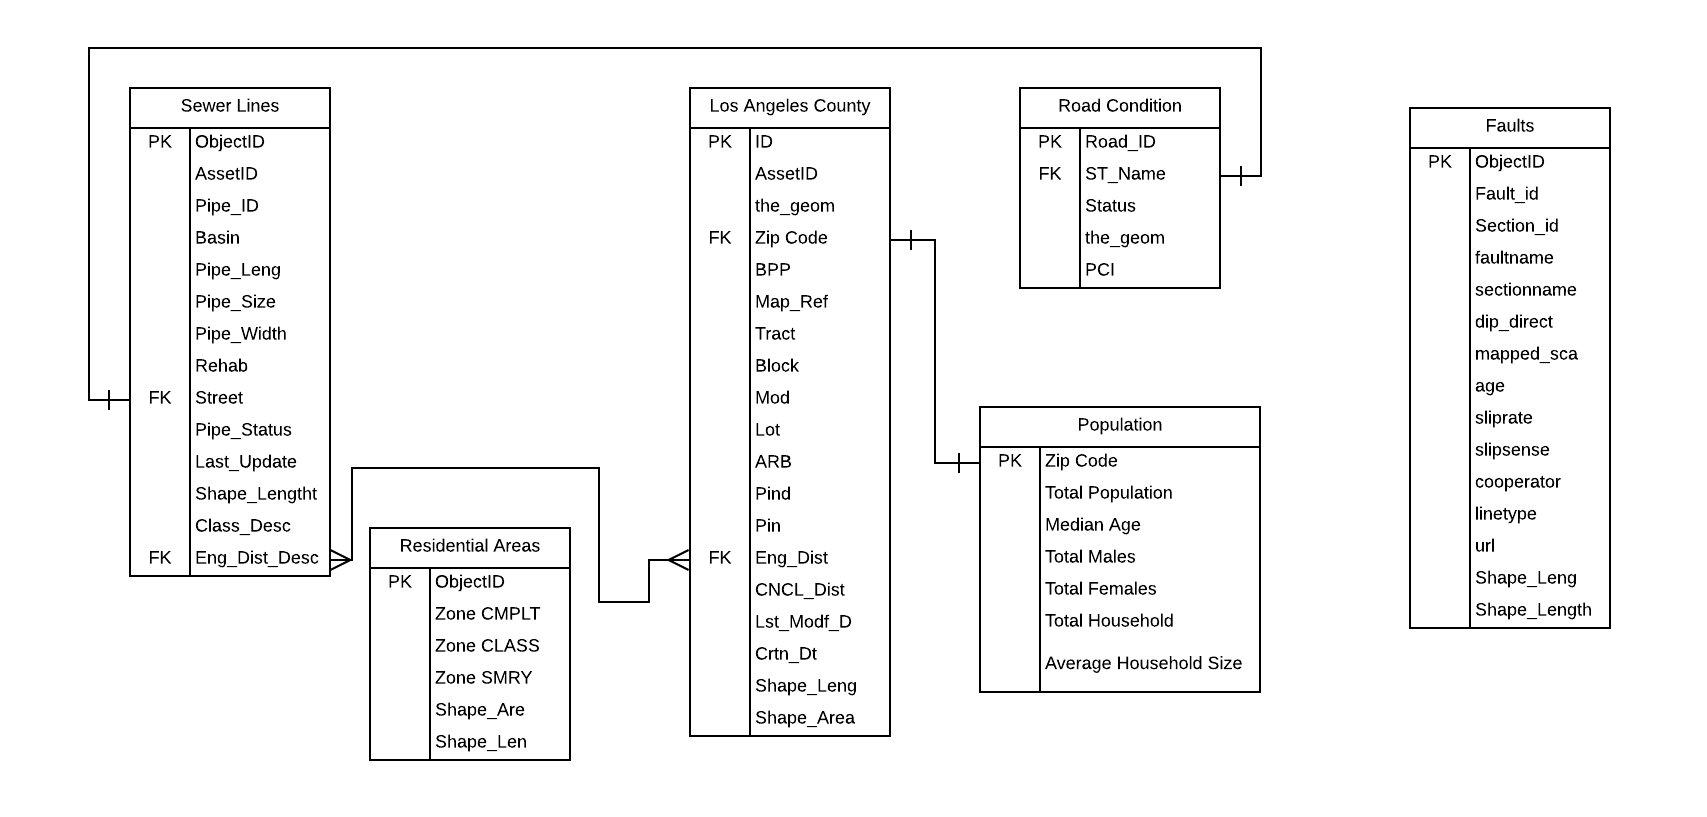 Sewer Lines
PK ObjectID
AssetID
Pipe_ID
Basin
Pipe_Leng
Pipe_Size
Pipe_Width
Rehab
FK Street
Pipe_Status
Last_Update
Shape_Lenght
Class_Desc
FK Eng_Dist_Desc
Residential Areas
PK ObjectID
Zone CMPLT
Zone CLASS
Zone SMRY
Shape_Are
Shape_Len
Los Angeles County
PK ID
AssetID
the_geom
FK Zip Code
BPP
Map_Ref
Tract
Block
Mod
Lot
ARB
Pind
Pin
FK Eng_Dist
CNCL_Dist
Lst_Modf_D
Crtn_Dt
Shape_Leng
Shape_Area
Road Condition
PK Road_ID
FK ST_Name
Status
the_geom
PCI
Population
PK Zip Code
Total Population
Median Age
Total Males
Total Females
Total Household
Average Household Size
Faults
PK ObjectID
Fault_id
Section_id
faultname
sectionname
dip_direct
mapped_sca
age
sliprate
slipsense
cooperator
linetype
url
Shape_Leng
Shape_Length